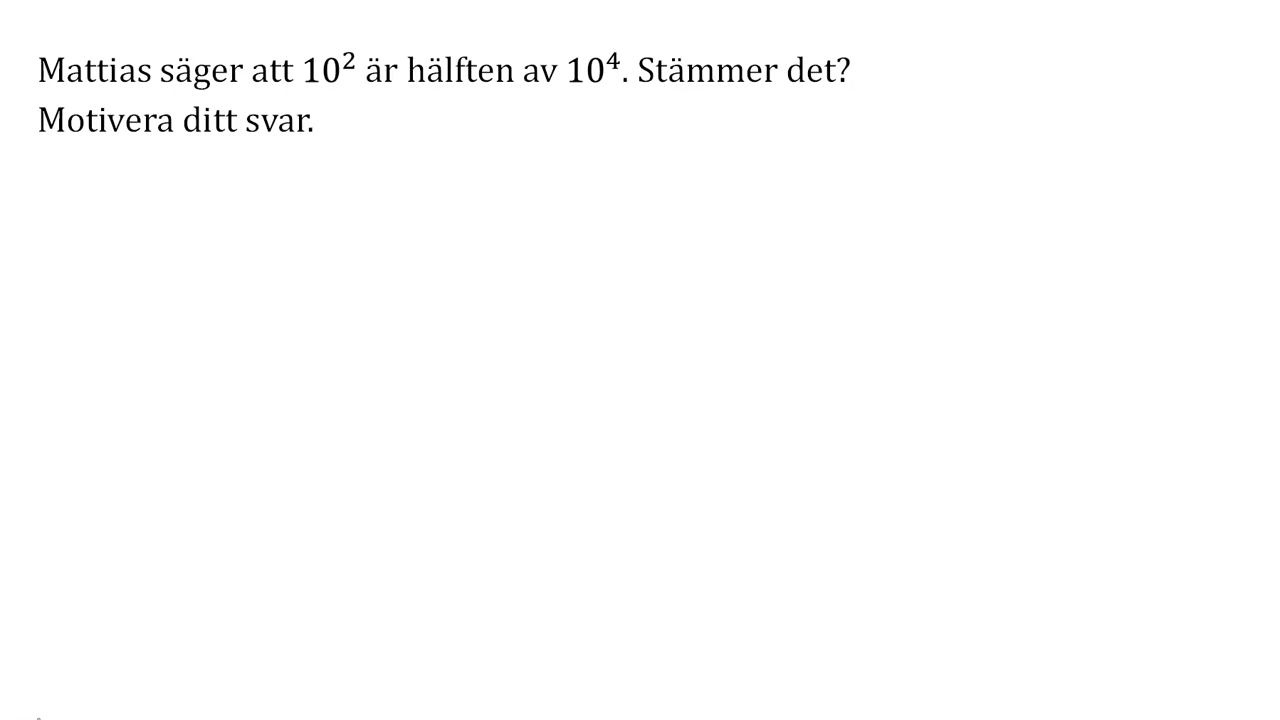 Mattias säger att 10² är hälften av 10⁴. Stämmer det?
Motivera ditt svar.